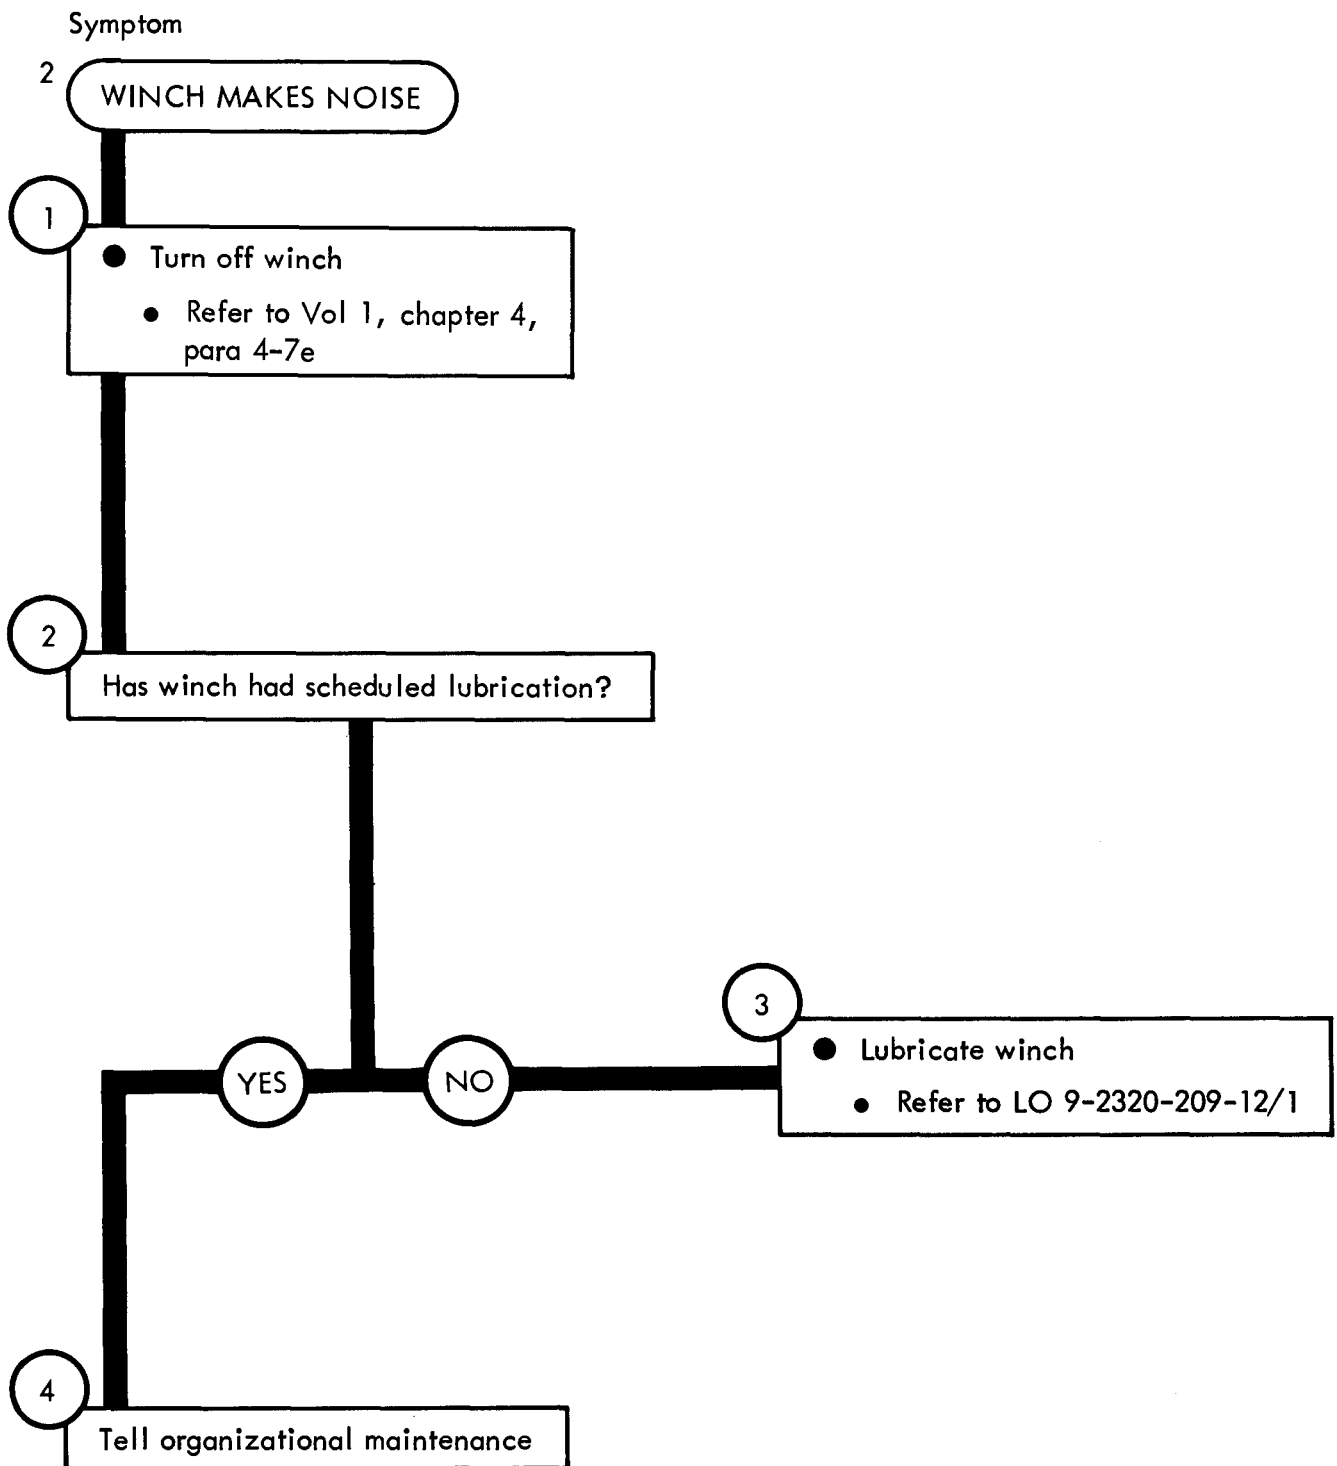 Symptom
2
WINCH MAKES NOISE
1
● Turn off winch
● Refer to Vol 1, chapter 4,
para 4-7e
2
Has winch had scheduled lubrication?
YES
NO
3
● Lubricate winch
● Refer to LO 9-2320-209-12/1
4
Tell organizational maintenance